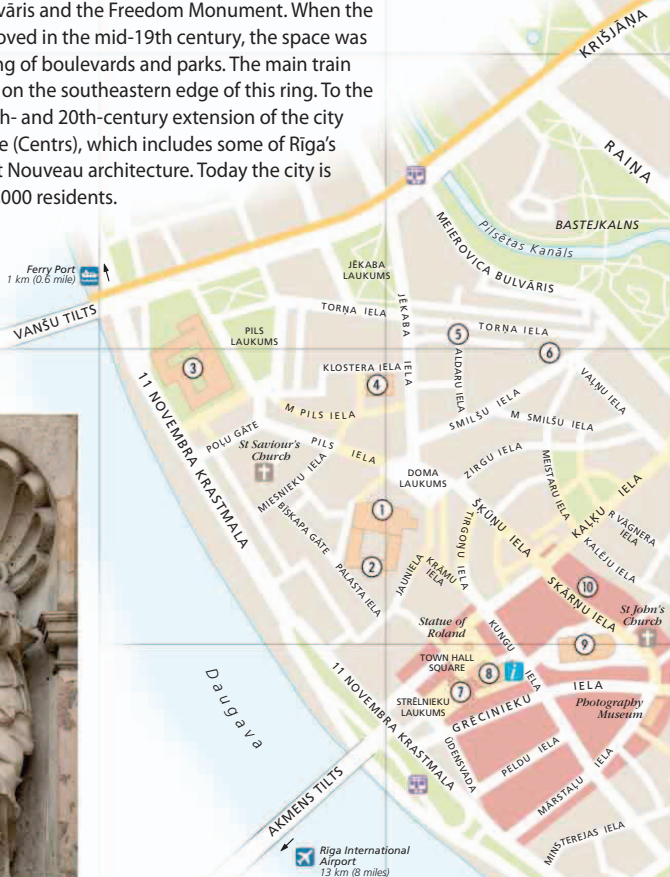 vāris and the Freedom Monument. When the
oved in the mid-19th century, the space was
ng of boulevards and parks. The main train
on the southeastern edge of this ring. To the
th- and 20th-century extension of the city
e (Centrs), which includes some of Rīga's
t Nouveau architecture. Today the city is
,000 residents.
KRIŠJĀŅA
RAIŅA
BASTEJKALNS
Pilsētas Kanāls
MEIEROVICA BULVĀRIS
Ferry Port
1 km (0.6 mile)
VANŠU TILTS
JĒKABA
LAUKUMS
TORŅA IELA
JĒKABA IELA
5
TORŅA IELA
6
PILS
LAUKUMS
3
KLOSTERA IELA
4
ALDARU IELA
VAĻŅU IELA
11 NOVEMBRA KRASTMALA
M PILS IELA
SMILŠU IELA
M SMILŠU IELA
POĻU GĀTE
St Saviour's
Church
PILS IELA
MIESNIEKU IELA
DOMA
LAUKUMS
ZIRGU IELA
MEISTARU IELA
KAĻĶU IELA
R VĀGNERA
IELA
KALĒJU IELA
BĪSKAPA GĀTE
1
2
PALASTA IELA
JAUNIELA
KRĀMU
IELA
TIRGOŅU IELA
ŠĶŪŅU IELA
SKĀRŅU IELA
10
St John's
Church
9
Statue of
Roland
KUNGU IELA
TOWN HALL
SQUARE
8
i
7
STRĒLNIEKU
LAUKUMS
GRĒCINIEKU IELA
Photography
Museum
Daugava
11 NOVEMBRA KRASTMALA
ŪDENSVADA
PELDU IELA
MĀRSTAĻU IELA
AKMENS TILTS
MINSTEREJAS IELA
Riga International
Airport
13 km (8 miles)